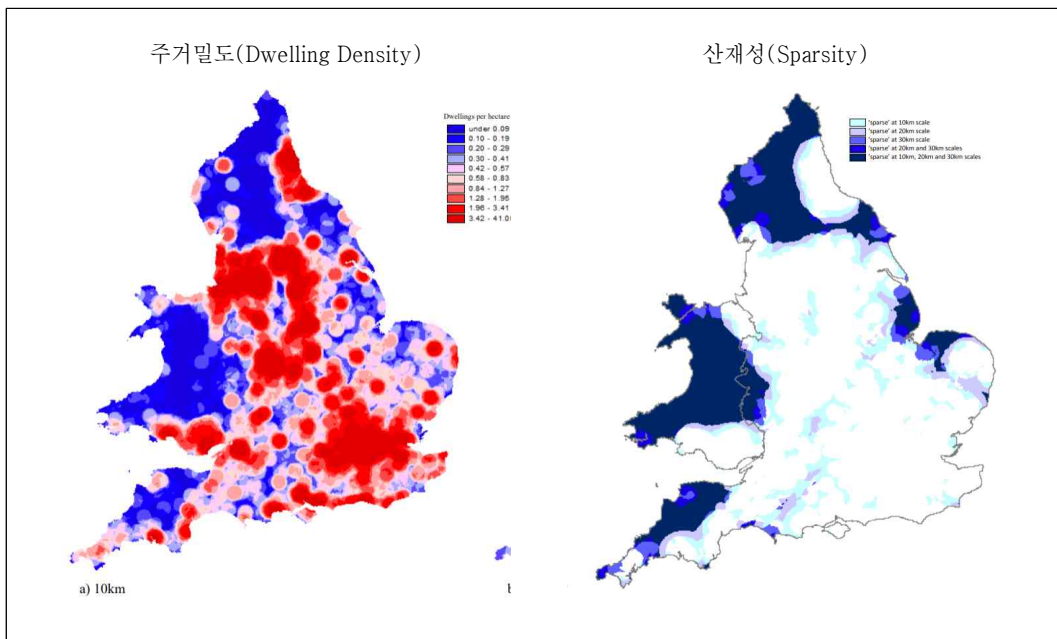 주거밀도(Dwelling Density)
산재성(Sparsity)
Dwellings per hectare
under 0.09
0.10 - 0.19
0.20 - 0.29
0.30 - 0.41
0.42 - 0.57
0.58 - 0.83
0.84 - 1.27
1.28 - 1.95
1.96 - 3.41
3.42 - 41.0
'sparse' at 10km scale
'sparse' at 20km scale
'sparse' at 30km scale
'sparse' at 20km and 30km scales
'sparse' at 10km, 20km and 30km scales
a) 10km